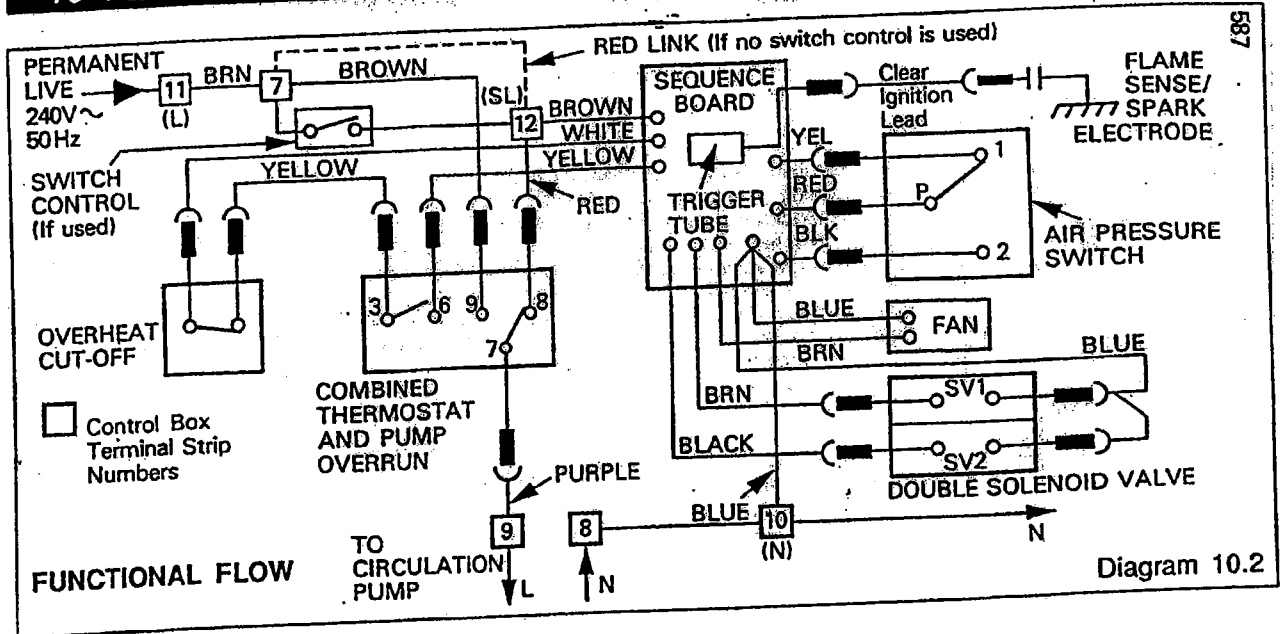 587
PERMANENT
LIVE
240V~
50Hz
11
(L)
BRN
7
BROWN
RED LINK (If no switch control is used)
(SL)
12
BROWN
WHITE
YELLOW
SEQUENCE
BOARD
Clear
Ignition
Lead
FLAME
SENSE/
SPARK
ELECTRODE
SWITCH
CONTROL
(If used)
YELLOW
RED
TRIGGER
TUBE
YEL
RED
BLK
1
P
2
AIR PRESSURE
SWITCH
OVERHEAT
CUT-OFF
3
6
9
8
7
COMBINED
THERMOSTAT
AND PUMP
OVERRUN
BLUE
BRN
FAN
BLUE
BRN
BLACK
SV1
SV2
DOUBLE SOLENOID VALVE
Control Box
Terminal Strip
Numbers
PURPLE
9
TO
CIRCULATION
PUMP
L
8
N
BLUE
10
(N)
N
FUNCTIONAL FLOW
Diagram 10.2